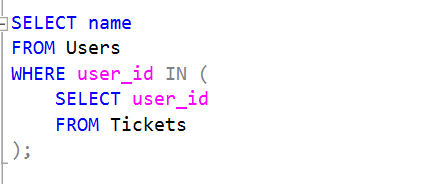 SELECT name
FROM Users
WHERE user_id IN (
    SELECT user_id
    FROM Tickets
);